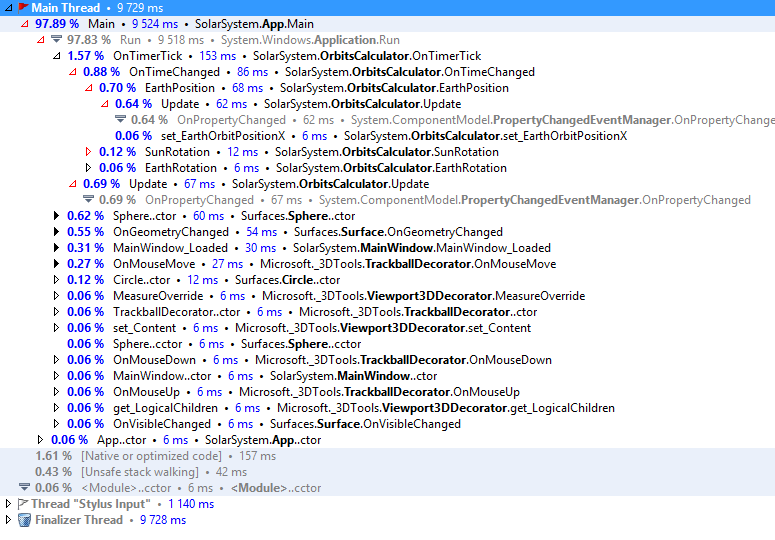 Main Thread • 9 729 ms
97.89 % Main • 9 524 ms • SolarSystem.App.Main
97.83 % Run • 9 518 ms • System.Windows.Application.Run
1.57 % OnTimerTick • 153 ms • SolarSystem.OrbitsCalculator.OnTimerTick
0.88 % OnTimeChanged • 86 ms • SolarSystem.OrbitsCalculator.OnTimeChanged
0.70 % EarthPosition • 68 ms • SolarSystem.OrbitsCalculator.EarthPosition
0.64 % Update • 62 ms • SolarSystem.OrbitsCalculator.Update
0.64 % OnPropertyChanged • 62 ms • System.ComponentModel.PropertyChangedEventManager.OnPropertyChange
0.06 % set_EarthOrbitPositionX • 6 ms • SolarSystem.OrbitsCalculator.set_EarthOrbitPositionX
0.12 % SunRotation • 12 ms • SolarSystem.OrbitsCalculator.SunRotation
0.06 % EarthRotation • 6 ms • SolarSystem.OrbitsCalculator.EarthRotation
0.69 % Update • 67 ms • SolarSystem.OrbitsCalculator.Update
0.69 % OnPropertyChanged • 67 ms • System.ComponentModel.PropertyChangedEventManager.OnPropertyChanged
0.62 % Sphere..ctor • 60 ms • Surfaces.Sphere..ctor
0.55 % OnGeometryChanged • 54 ms • Surfaces.Surface.OnGeometryChanged
0.31 % MainWindow_Loaded • 30 ms • SolarSystem.MainWindow.MainWindow_Loaded
0.27 % OnMouseMove • 27 ms • Microsoft._3DTools.TrackballDecorator.OnMouseMove
0.12 % Circle..ctor • 12 ms • Surfaces.Circle..ctor
0.06 % MeasureOverride • 6 ms • Microsoft._3DTools.Viewport3DDecorator.MeasureOverride
0.06 % TrackballDecorator..ctor • 6 ms • Microsoft._3DTools.TrackballDecorator..ctor
0.06 % set_Content • 6 ms • Microsoft._3DTools.Viewport3DDecorator.set_Content
0.06 % Sphere..cctor • 6 ms • Surfaces.Sphere..cctor
0.06 % OnMouseDown • 6 ms • Microsoft._3DTools.TrackballDecorator.OnMouseDown
0.06 % MainWindow..ctor • 6 ms • SolarSystem.MainWindow..ctor
0.06 % OnMouseUp • 6 ms • Microsoft._3DTools.TrackballDecorator.OnMouseUp
0.06 % get_LogicalChildren • 6 ms • Microsoft._3DTools.Viewport3DDecorator.get_LogicalChildren
0.06 % OnVisibleChanged • 6 ms • Surfaces.Surface.OnVisibleChanged
0.06 % App..ctor • 6 ms • SolarSystem.App..ctor
1.61 % [Native or optimized code] • 157 ms
0.43 % [Unsafe stack walking] • 42 ms
0.06 % <Module>..cctor • 6 ms • <Module>..cctor
Thread "Stylus Input" • 1 140 ms
Finalizer Thread • 9 728 ms